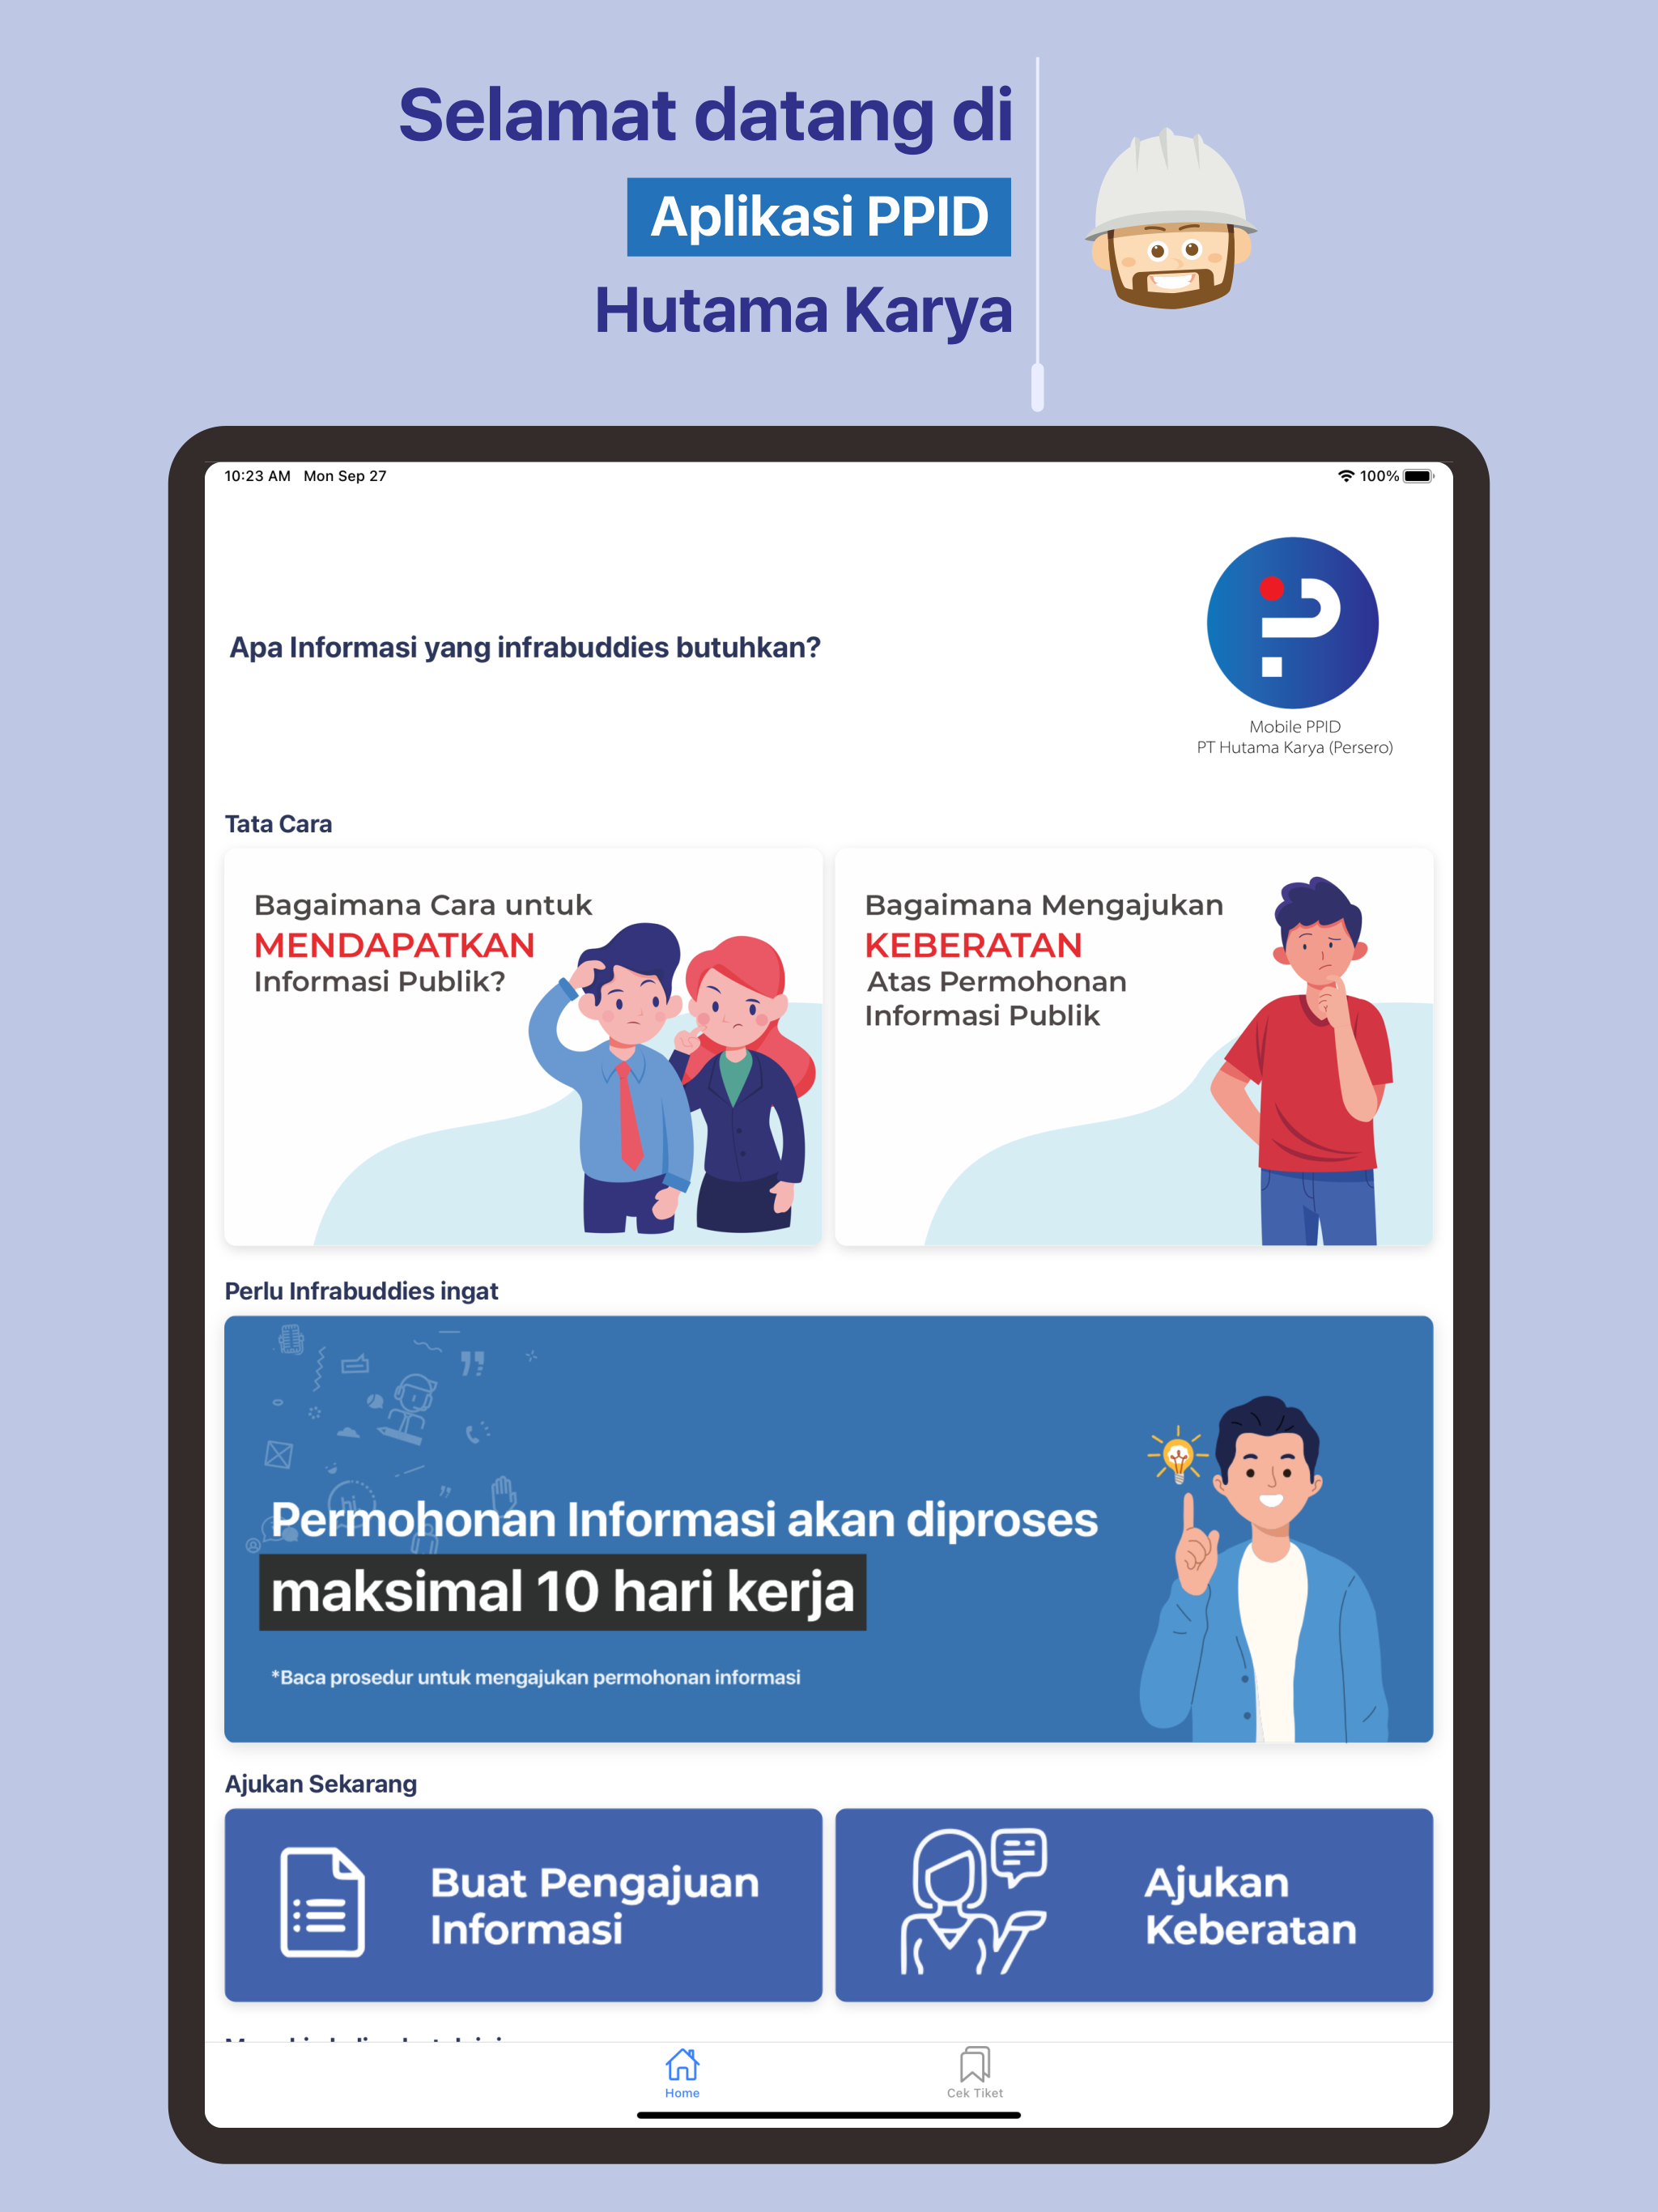 Selamat datang di
Aplikasi PPID
Hutama Karya
10:23 AM Mon Sep 27
100%
Apa Informasi yang infrabuddies butuhkan?
Mobile PPID
PT Hutama Karya (Persero)
Tata Cara
Bagaimana Cara untuk
MENDAPATKAN
Informasi Publik?
Bagaimana Mengajukan
KEBERATAN
Atas Permohonan
Informasi Publik
Perlu Infrabuddies ingat
hi
Permohonan Informasi akan diproses
maksimal 10 hari kerja
*Baca prosedur untuk mengajukan permohonan informasi
Ajukan Sekarang
Buat Pengajuan
Informasi
Ajukan
Keberatan
Home
Cek Tiket